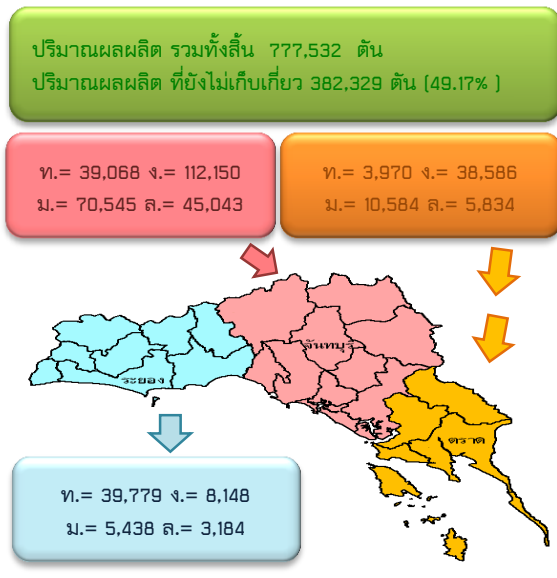 ปริมาณผลผลิต รวมทั้งสิ้น 777,532 ตัน
ปริมาณผลผลิต ที่ยังไม่เก็บเกี่ยว 382,329 ตัน (49.17% )
ท.= 39,068 ง.= 112,150
ม.= 70,545 ล.= 45,043
ท.= 3,970 ง.= 38,586
ม.= 10,584 ล.= 5,834
จันทบุรี
ระยอง
ตราด
ท.= 39,779 ง.= 8,148
ม.= 5,438 ล.= 3,184